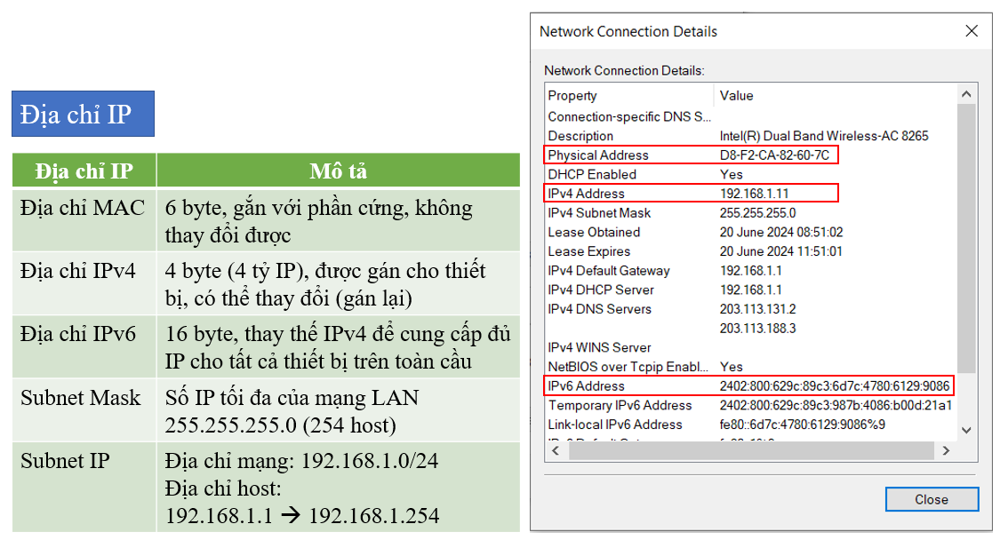 Địa chỉ IP
Địa chỉ IP Mô tả
Địa chỉ MAC 6 byte, gắn với phần cứng, không
thay đổi được
Địa chỉ IPv4 4 byte (4 tỷ IP), được gán cho thiết
bị, có thể thay đổi (gán lại)
Địa chỉ IPv6 16 byte, thay thế IPv4 để cung cấp đủ
IP cho tất cả thiết bị trên toàn cầu
Subnet Mask Số IP tối đa của mạng LAN
255.255.255.0 (254 host)
Subnet IP Địa chỉ mạng: 192.168.1.0/24
Địa chỉ host:
192.168.1.1 → 192.168.1.254
Network Connection Details
Network Connection Details:
Property Value
Connection-specific DNS S...
Description Intel(R) Dual Band Wireless-AC 8265
Physical Address D8-F2-CA-82-60-7C
DHCP Enabled Yes
IPv4 Address 192.168.1.11
IPv4 Subnet Mask 255.255.255.0
Lease Obtained 20 June 2024 08:51:02
Lease Expires 20 June 2024 11:51:01
IPv4 Default Gateway 192.168.1.1
IPv4 DHCP Server 192.168.1.1
IPv4 DNS Servers 203.113.131.2
203.113.188.3
IPv4 WINS Server
NetBIOS over Tcpip Enabl... Yes
IPv6 Address 2402:800:629c:89c3:6d7c:4780:6129:9086
Temporary IPv6 Address 2402:800:629c:89c3:987b:4086:b00d:21a1
Link-local IPv6 Address fe80::6d7c:4780:6129:9086%9
Close